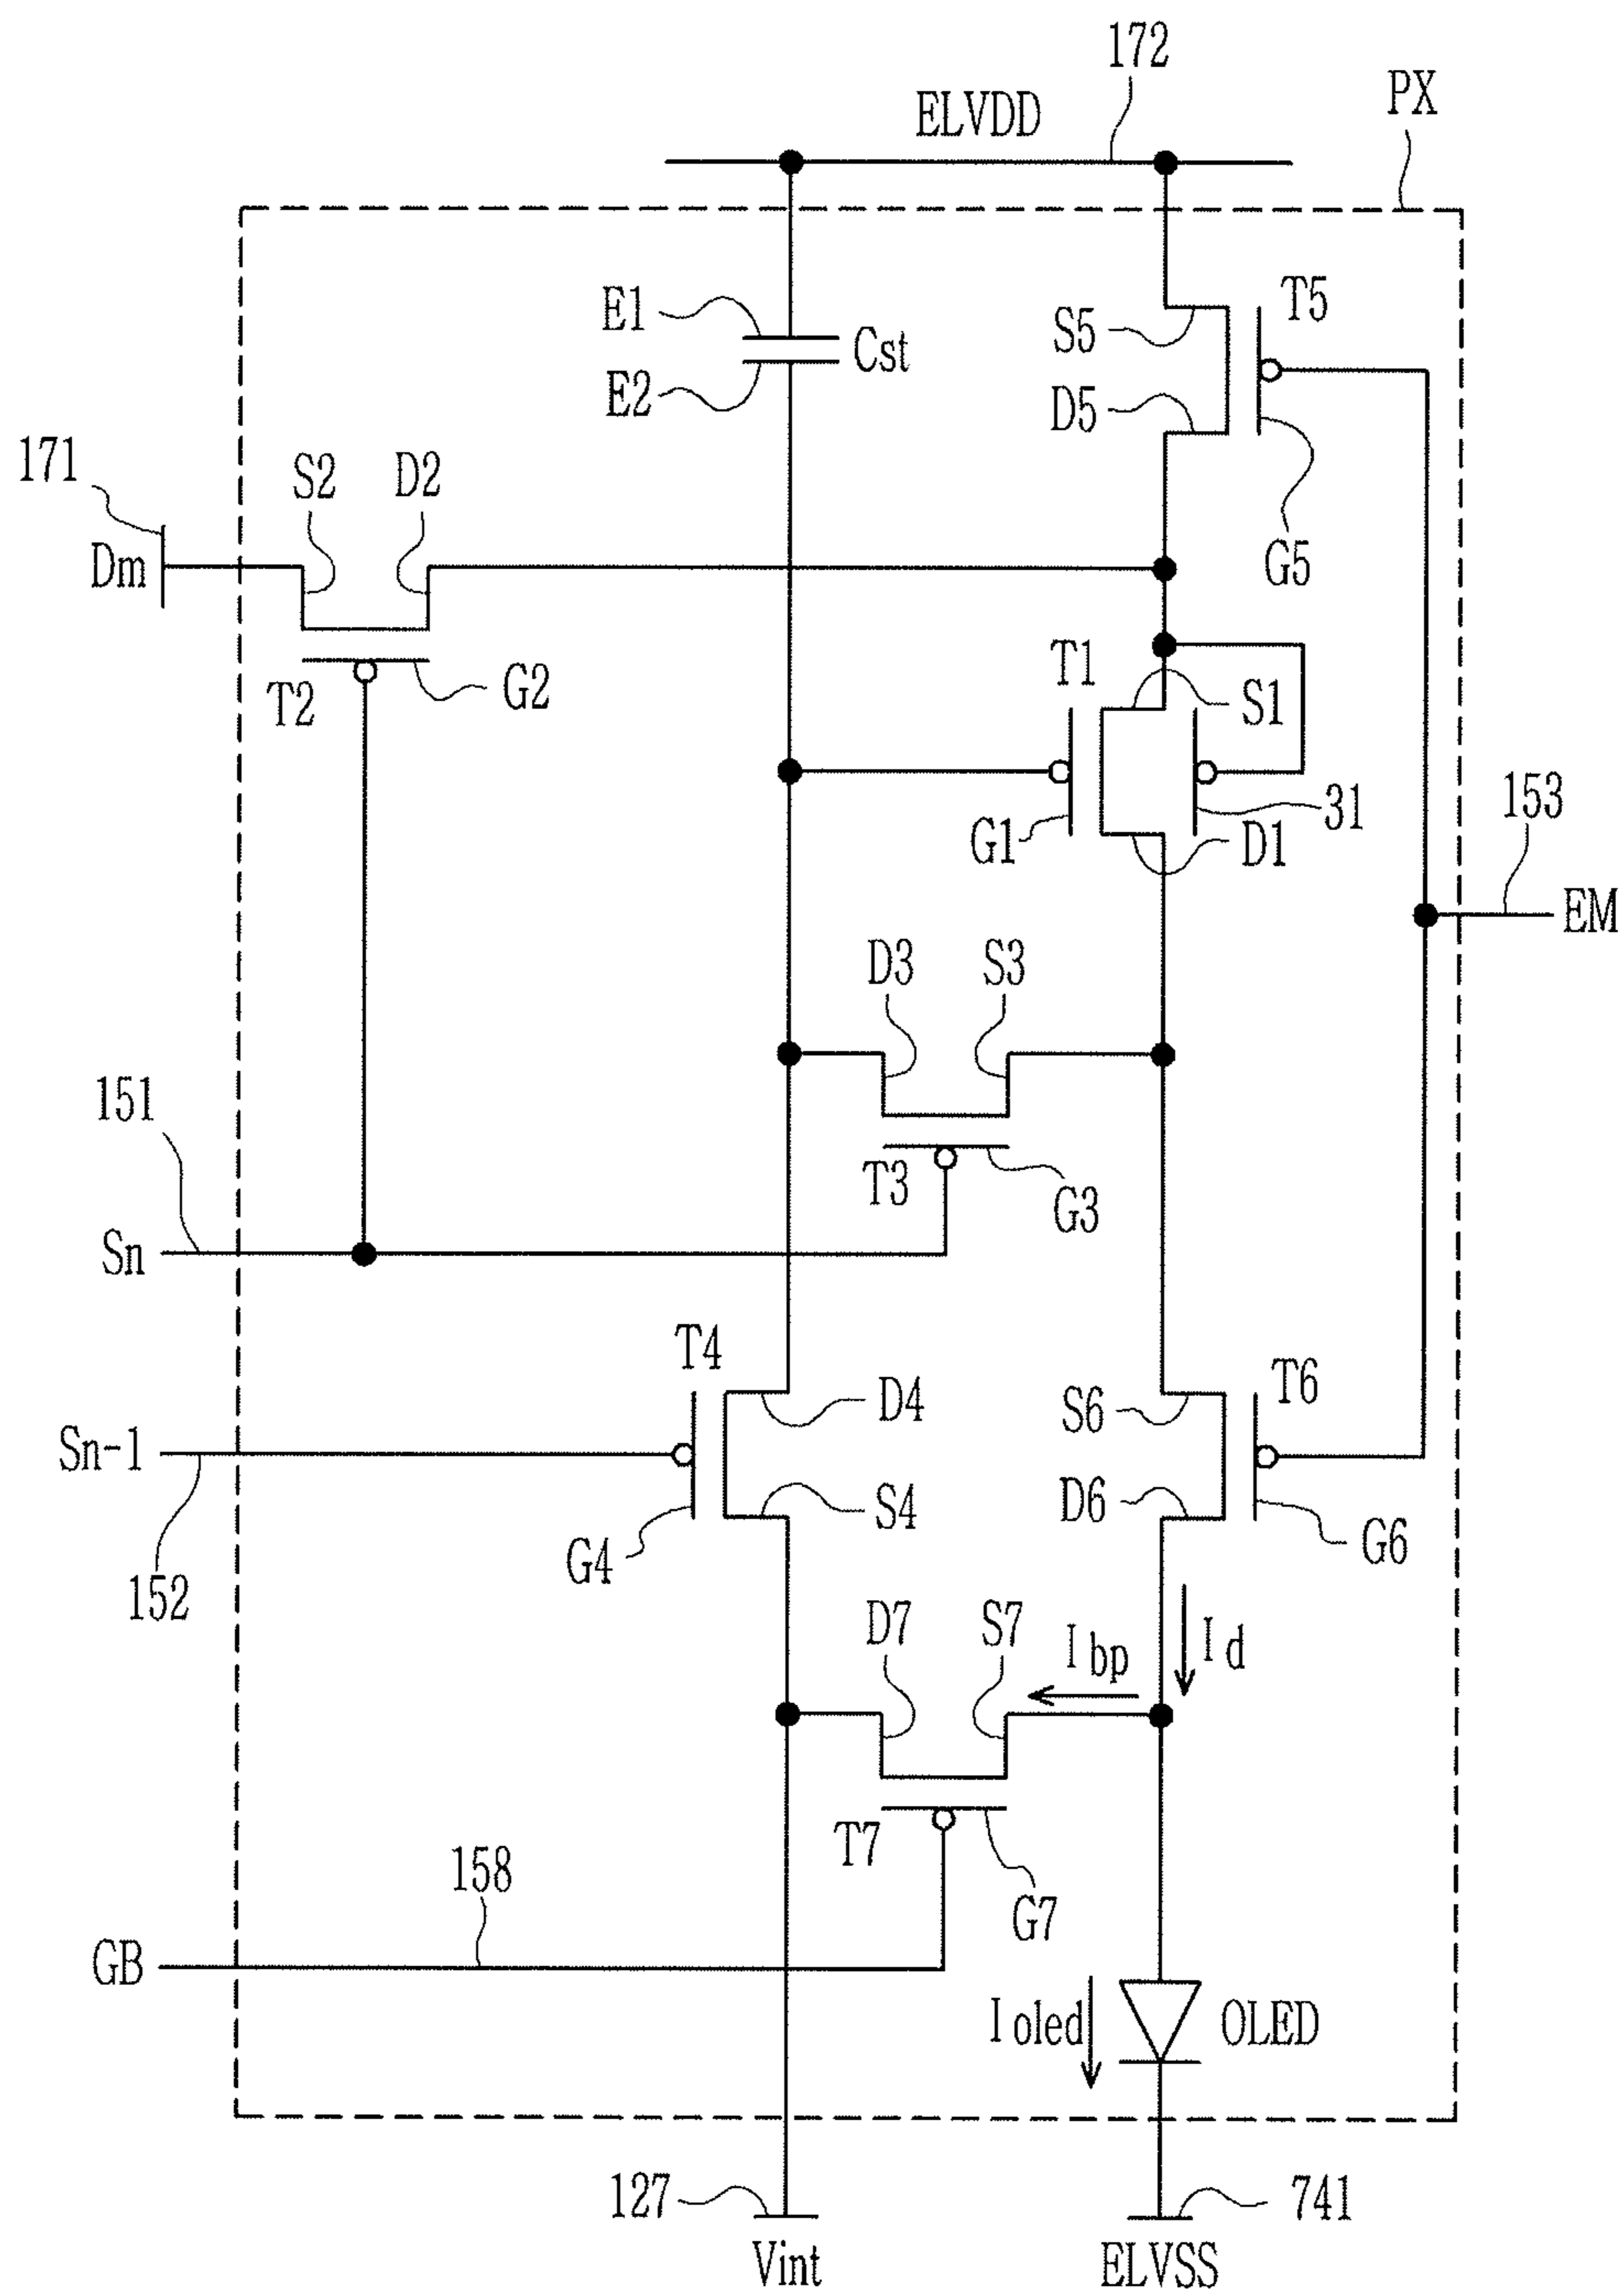 172
ELVDD
PX
E1
Cst
E2
S5
T5
D5
G5
171
S2
D2
Dm
T2
G2
T1
S1
G1
31
D1
153
EM
D3
S3
151
T3
G3
Sn
T4
D4
S6
T6
Sn-1
S4
D6
G4
G6
152
D7
S7
I bp
I d
T7
G7
158
GB
I oled
OLED
127
741
Vint
ELVSS